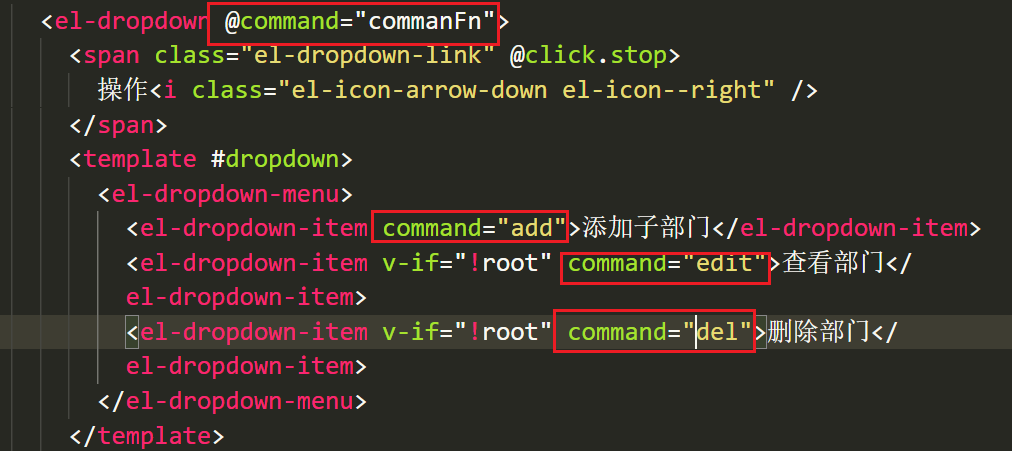 <el-dropdown @command="commanFn">
<span class="el-dropdown-link" @click.stop>
操作<i class="el-icon-arrow-down el-icon--right" />
</span>
<template #dropdown>
<el-dropdown-menu>
<el-dropdown-item command="add">添加子部门</el-dropdown-item>
<el-dropdown-item v-if="!root" command="edit">查看部门</
el-dropdown-item>
<el-dropdown-item v-if="!root" command="del">删除部门</
el-dropdown-item>
</el-dropdown-menu>
</template>